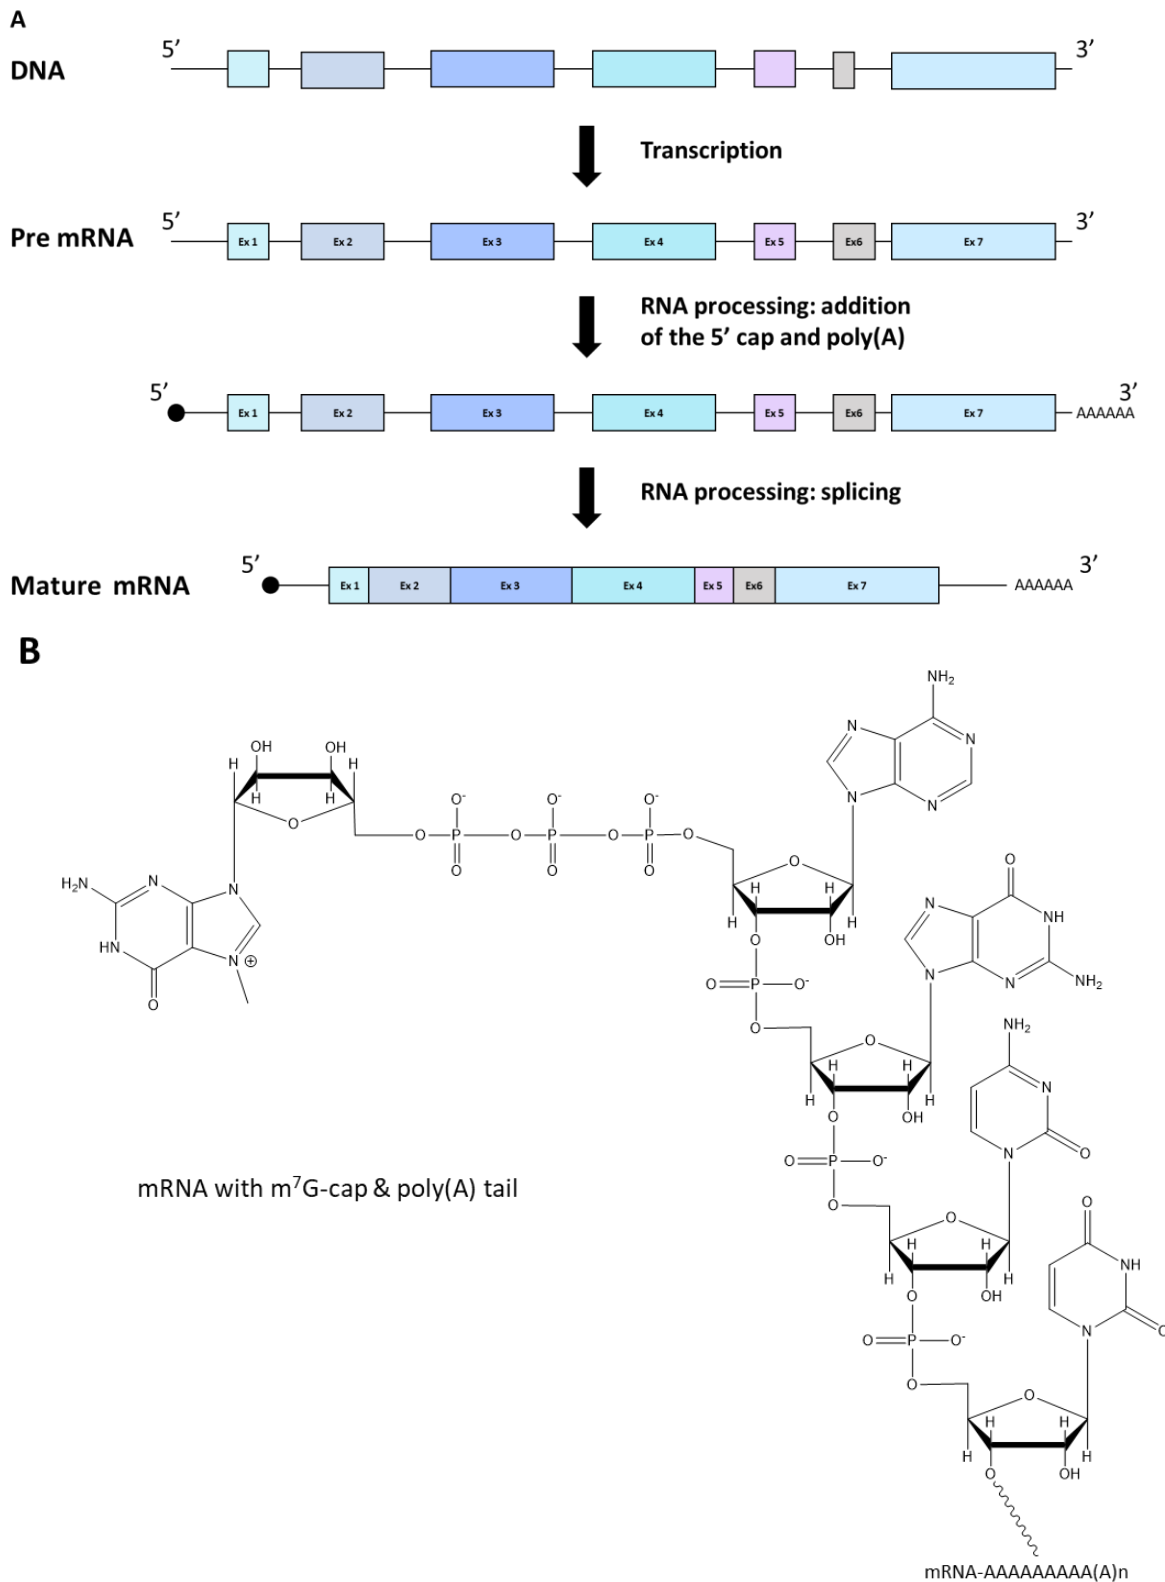 A
DNA
5’
3’
Transcription
Pre mRNA
5’
3’
Ex 1
Ex 2
Ex 3
Ex 4
Ex 5
Ex6
Ex 7
RNA processing: addition
of the 5’ cap and poly(A)
5’
3’
Ex 1
Ex 2
Ex 3
Ex 4
Ex 5
Ex6
Ex 7
AAAAAA
RNA processing: splicing
Mature mRNA
5’
3’
Ex 1
Ex 2
Ex 3
Ex 4
Ex 5
Ex6
Ex 7
AAAAAA
B
NH₂
N
N
N
N
OH
OH
H
H
H
H
O
O
O⁻
P
O
O
O⁻
P
O
O
O⁻
P
O
O
H₂N
N
N
HN
N
⊕
O
O
H
H
H
H
OH
O
O
N
NH
N
N
NH₂
O
P
O⁻
O
O
H
H
H
H
OH
O
NH₂
N
N
O
O
P
O⁻
O
mRNA with m⁷G-cap & poly(A) tail
O
H
H
H
H
OH
O
O
NH
N
O
O
P
O⁻
O
O
H
H
H
H
O
OH
mRNA-AAAAAAAAA(A)n